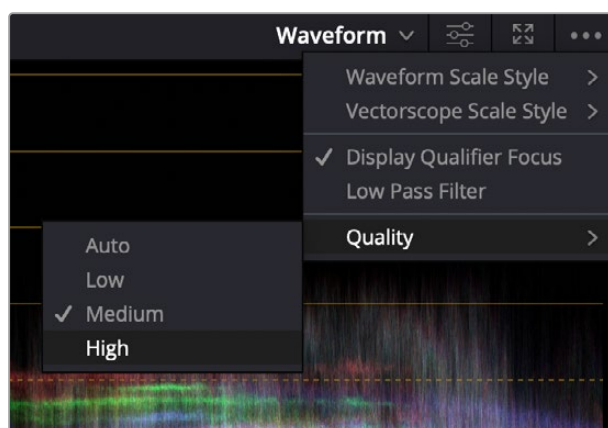 Waveform
Waveform Scale Style
Vectorscope Scale Style
Display Qualifier Focus
Low Pass Filter
Quality
Auto
Low
Medium
High